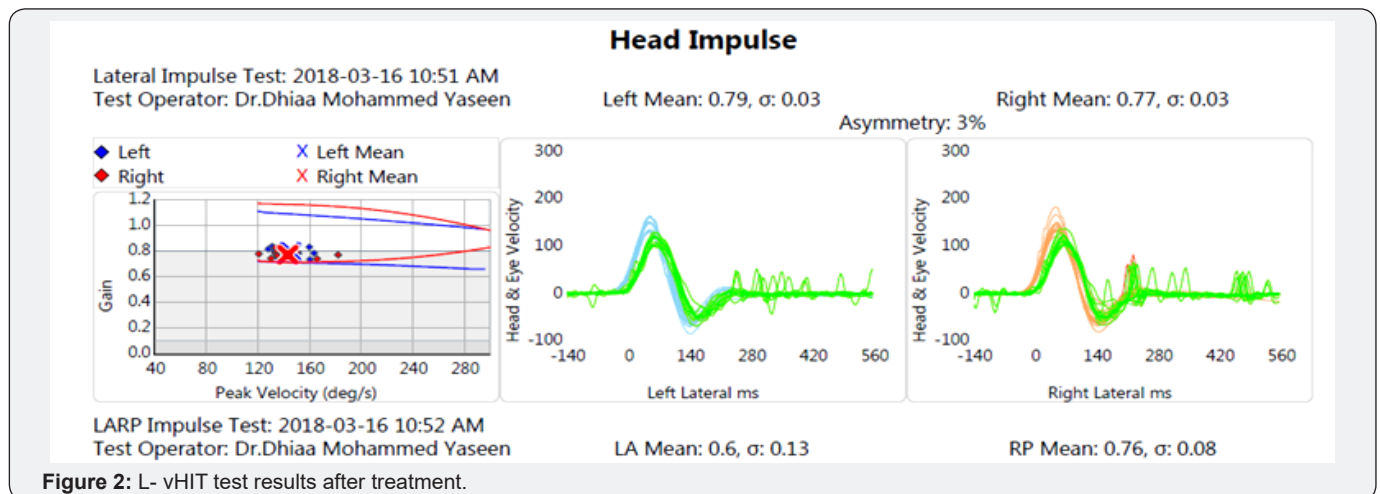 Head Impulse
Lateral Impulse Test: 2018-03-16 10:51 AM
Test Operator: Dr.Dhiaa Mohammed Yaseen
Left Mean: 0.79, σ: 0.03
Right Mean: 0.77, σ: 0.03
Asymmetry: 3%
Left
X Left Mean
Right
X Right Mean
Gain
1.2
1.0
0.8
0.6
0.4
0.2
0.0
40 80 120 160 200 240 280
Peak Velocity (deg/s)
Head & Eye Velocity
300
200
100
0
-100
-140 0 140 280 420 560
Left Lateral ms
Head & Eye Velocity
300
200
100
0
-100
-140 0 140 280 420 560
Right Lateral ms
LARP Impulse Test: 2018-03-16 10:52 AM
Test Operator: Dr.Dhiaa Mohammed Yaseen
LA Mean: 0.6, σ: 0.13
RP Mean: 0.76, σ: 0.08
Figure 2: L- vHIT test results after treatment.